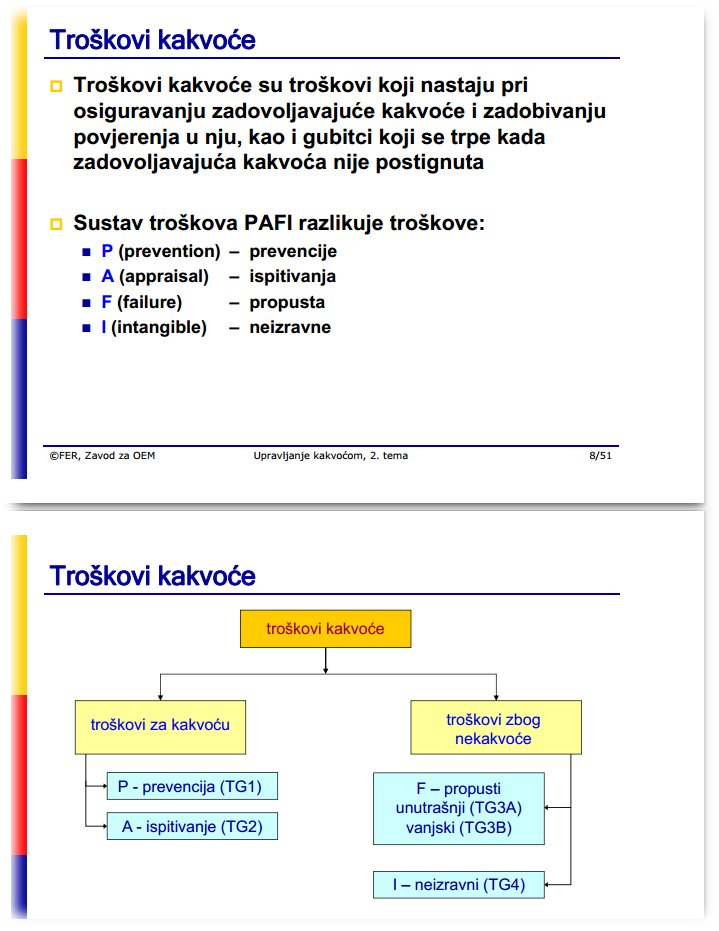 Troškovi kakvoće
Troškovi kakvoće su troškovi koji nastaju pri
osiguravanju zadovoljavajuće kakvoće i zadobivanju
povjerenja u nju, kao i gubitci koji se trpe kada
zadovoljavajuća kakvoća nije postignuta
Sustav troškova PAFI razlikuje troškove:
P (prevention) – prevencije
A (appraisal) – ispitivanja
F (failure) – propusta
I (intangible) – neizravne
©FER, Zavod za OEM Upravljanje kakvoćom, 2. tema 8/51
Troškovi kakvoće
troškovi kakvoće
troškovi za kakvoću
troškovi zbog
nekakvoće
P - prevencija (TG1)
A - ispitivanje (TG2)
F – propusti
unutrašnji (TG3A)
vanjski (TG3B)
I – neizravni (TG4)